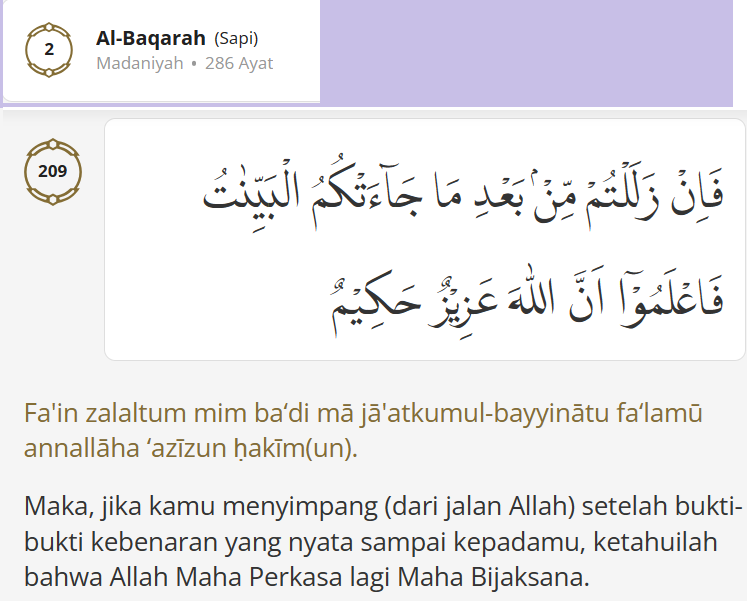 2
Al-Baqarah (Sapi)
Madaniyah • 286 Ayat
209
فَاِنْ زَلَلْتُمْ مِّنْۢ بَعْدِ مَا جَاۤءَتْكُمُ الْبَيِّنٰتُ
فَاعْلَمُوْٓا اَنَّ اللّٰهَ عَزِيْزٌ حَكِيْمٌ
Fa'in zalaltum mim ba‘di mā jā'atkumul-bayyinātu fa‘lamū
annallāha ‘azīzun ḥakīm(un).
Maka, jika kamu menyimpang (dari jalan Allah) setelah bukti-
bukti kebenaran yang nyata sampai kepadamu, ketahuilah
bahwa Allah Maha Perkasa lagi Maha Bijaksana.